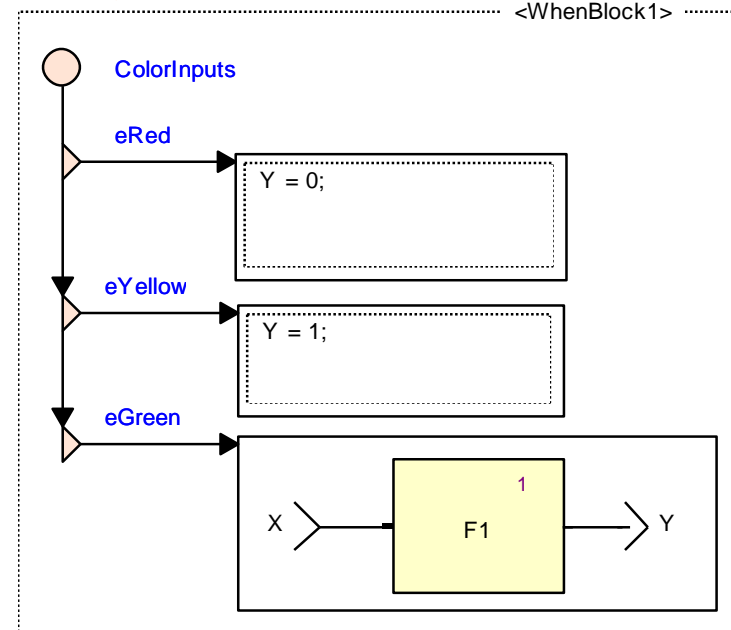 <WhenBlock1>
ColorInputs
eRed
Y = 0;
eYellow
Y = 1;
eGreen
1
X F1 Y